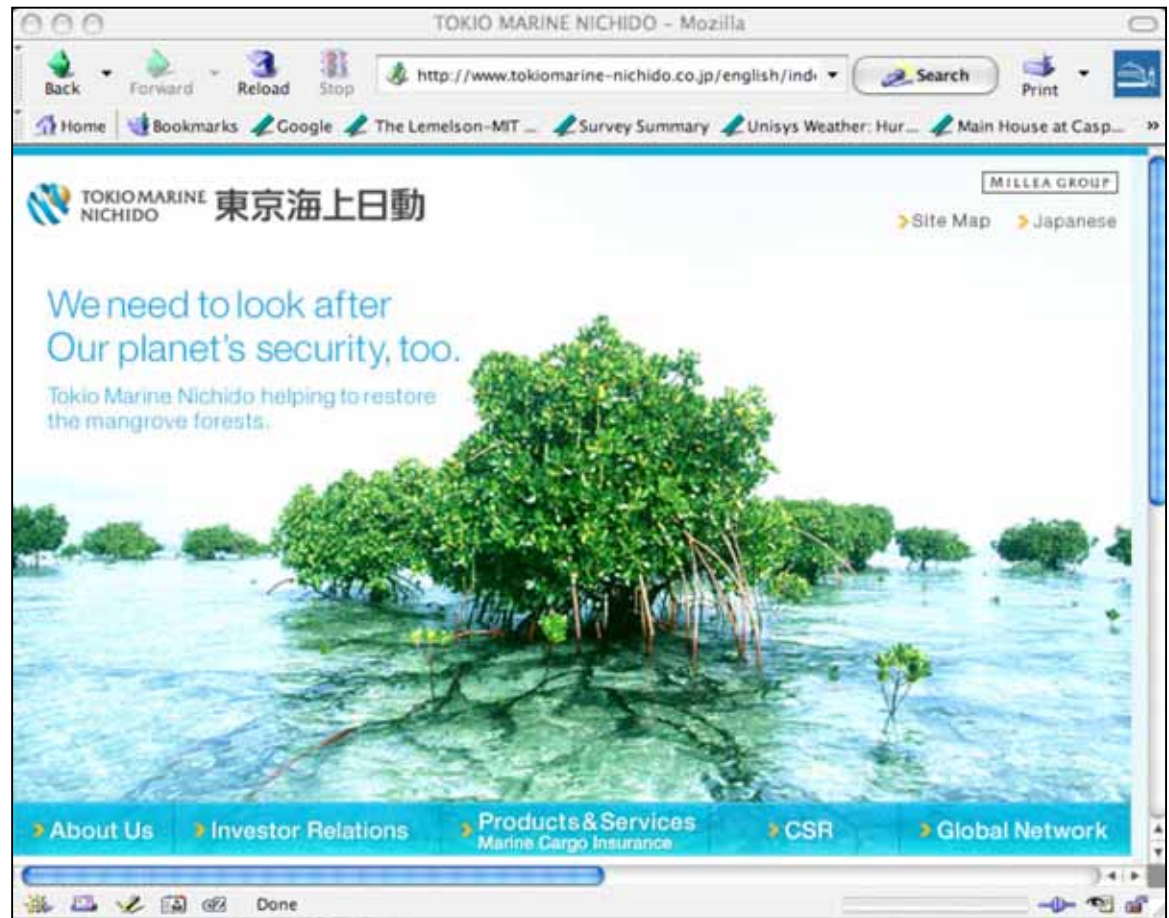 TOKIO MARINE NICHIDO – Mozilla
Back
Forward
Reload
Stop
http://www.tokiomarine-nichido.co.jp/english/ind
Search
Print
Home Bookmarks Google The Lemelson-MIT ... Survey Summary Unisys Weather: Hur... Main House at Casp... »
TOKIO MARINE
NICHIDO
東京海上日動
MILLEA GROUP
Site Map Japanese
We need to look after
Our planet's security, too.
Tokio Marine Nichido helping to restore
the mangrove forests.
About Us Investor Relations Products & Services CSR Global Network
Marine Cargo Insurance
Done